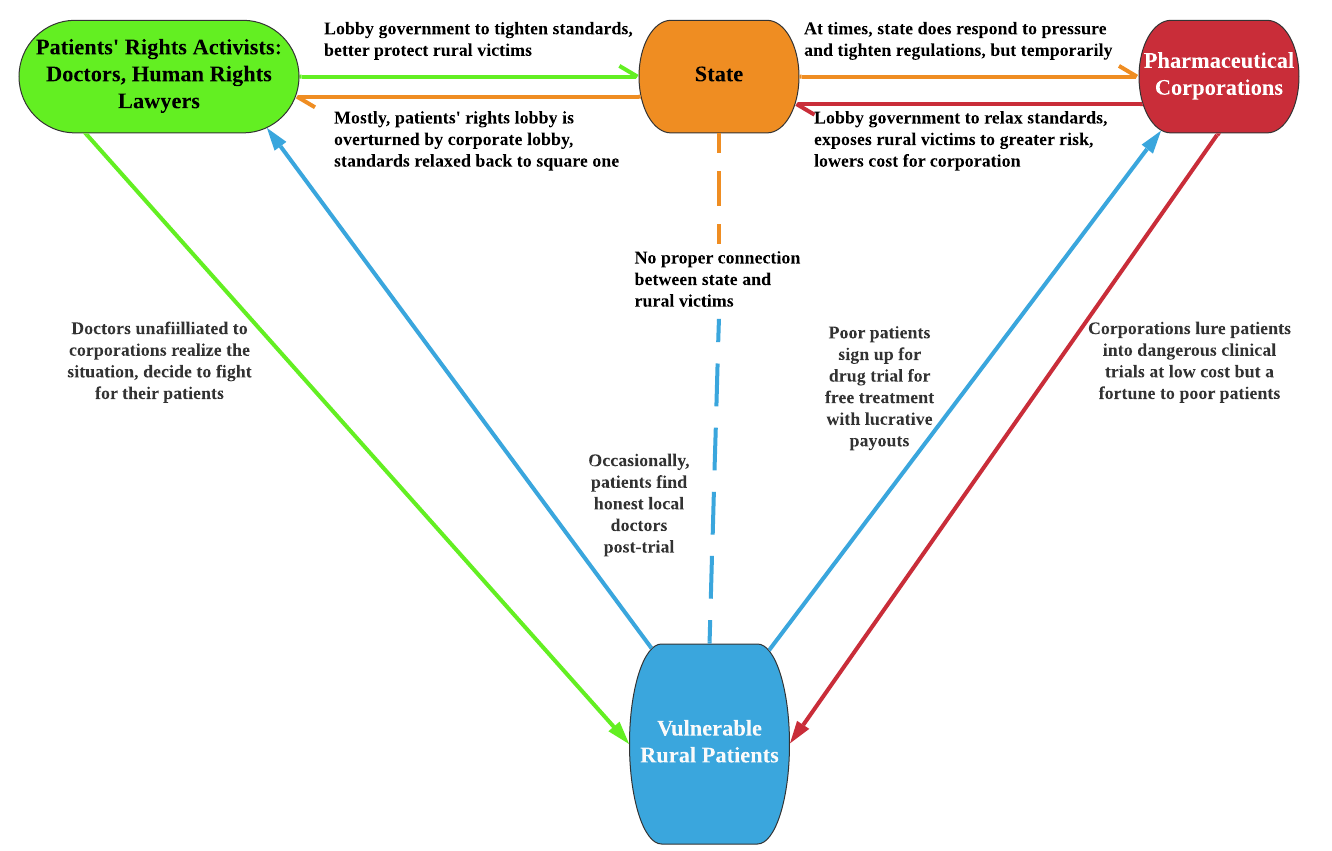 Patients' Rights Activists:
Doctors, Human Rights
Lawyers
Lobby government to tighten standards,
better protect rural victims
State
At times, state does respond to pressure
and tighten regulations, but temporarily
Pharmaceutical
Corporations
Mostly, patients' rights lobby is
overturned by corporate lobby,
standards relaxed back to square one
Lobby government to relax standards,
exposes rural victims to greater risk,
lowers cost for corporation
No proper connection
between state and
rural victims
Doctors unafiilliated to
corporations realize the
situation, decide to fight
for their patients
Occasionally,
patients find
honest local
doctors
post-trial
Poor patients
sign up for
drug trial for
free treatment
with lucrative
payouts
Corporations lure patients
into dangerous clinical
trials at low cost but a
fortune to poor patients
Vulnerable
Rural Patients